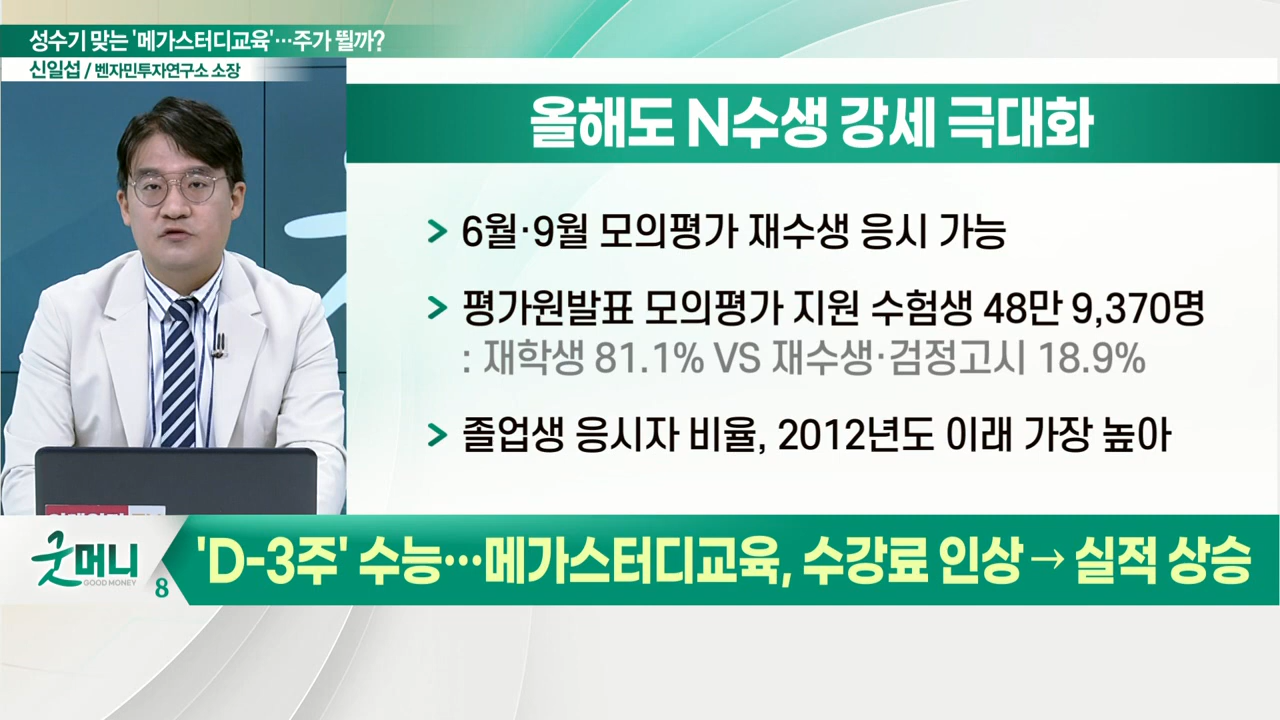 성수기 맞는 '메가스터디교육'…주가 뛸까?
신일섭 / 벤자민투자연구소 소장
올해도 N수생 강세 극대화
> 6월·9월 모의평가 재수생 응시 가능
> 평가원발표 모의평가 지원 수험생 48만 9,370명
: 재학생 81.1% VS 재수생·검정고시 18.9%
> 졸업생 응시자 비율, 2012년도 이래 가장 높아
굿머니
GOOD MONEY
8
'D-3주' 수능…메가스터디교육, 수강료 인상→실적 상승